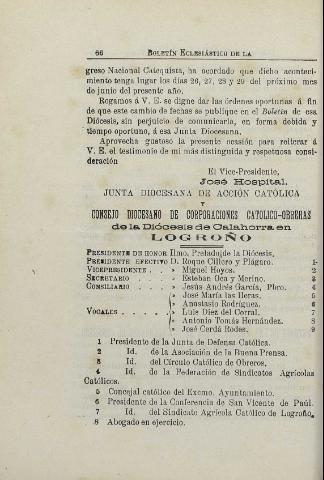 66 BOLETÍN ECLESIÁSTICO DE LA
greso Nacional Catequista, ha acordado que dicho aconteci-
miento tenga lugar los días 26, 27, 28 y 29 del próximo mes
de junio del presente año.
Rogamos á V. E. se digne dar las órdenes oportunas á fin
de que este cambio de fechas se publique en el Boletín de esa
Diócesis, sin perjuicio de comunicarla, en forma debida y
tiempo oportuno, á esa Junta Diocesana.
Aprovecha gustoso la presente ocasión para reiterar á
V. E. el testimonio de mi más distinguida y respetuosa consi-
deración
El Vice-Presidente,
José Hospital.
JUNTA DIOCESANA DE ACCIÓN CATÓLICA
Y
CONSEJO DIOCESANO DE CORPORACIONES CATOLICO-OBRERAS
de la Diócesis de Calahorra en
LOGROÑO
PRESIDENTE DE HONOR Ilmo. Prelado de la Diócesis,
PRESIDENTE EFECTIVO D. Roque Cillero y Plágaro. 1
VICEPRESIDENTE . . » Miguel Hoyos. 2
SECRETARIO . . . » Esteban Oca y Merino. 3
CONSILIARIO . . . . » Jesús Andrés García, Pbro. 4
» José María las Heras. 5
» Anastasio Rodríguez. 6
VOCALES . . . . . » Luis Díez del Corral. 7
» Antonio Tomás Hernández. 8
» José Cerdá Rodes. 9
1 Presidente de la Junta de Defensa Católica.
2 Id. de la Asociación de la Buena Prensa.
3 Id. del Círculo Católico de Obreros.
4 Id. de la Federación de Sindicatos Agrícolas
Católicos.
5 Concejal católico del Excmo. Ayuntamiento.
6 Presidente de la Conferencia de San Vicente de Paúl.
7 Id. del Sindicato Agrícola Católico de Logroño.
8 Abogado en ejercicio.